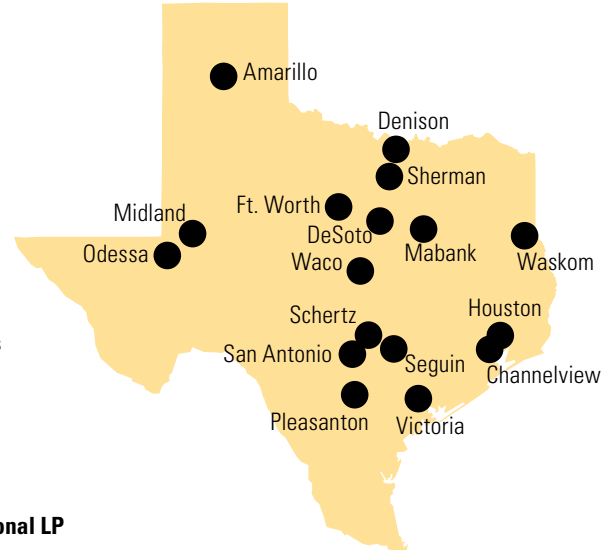 Amarillo
Denison
Sherman
Ft. Worth
Midland
DeSoto
Mabank
Odessa
Waco
Waskom
Houston
Schertz
San Antonio
Seguin
Channelview
Pleasanton
Victoria
LP